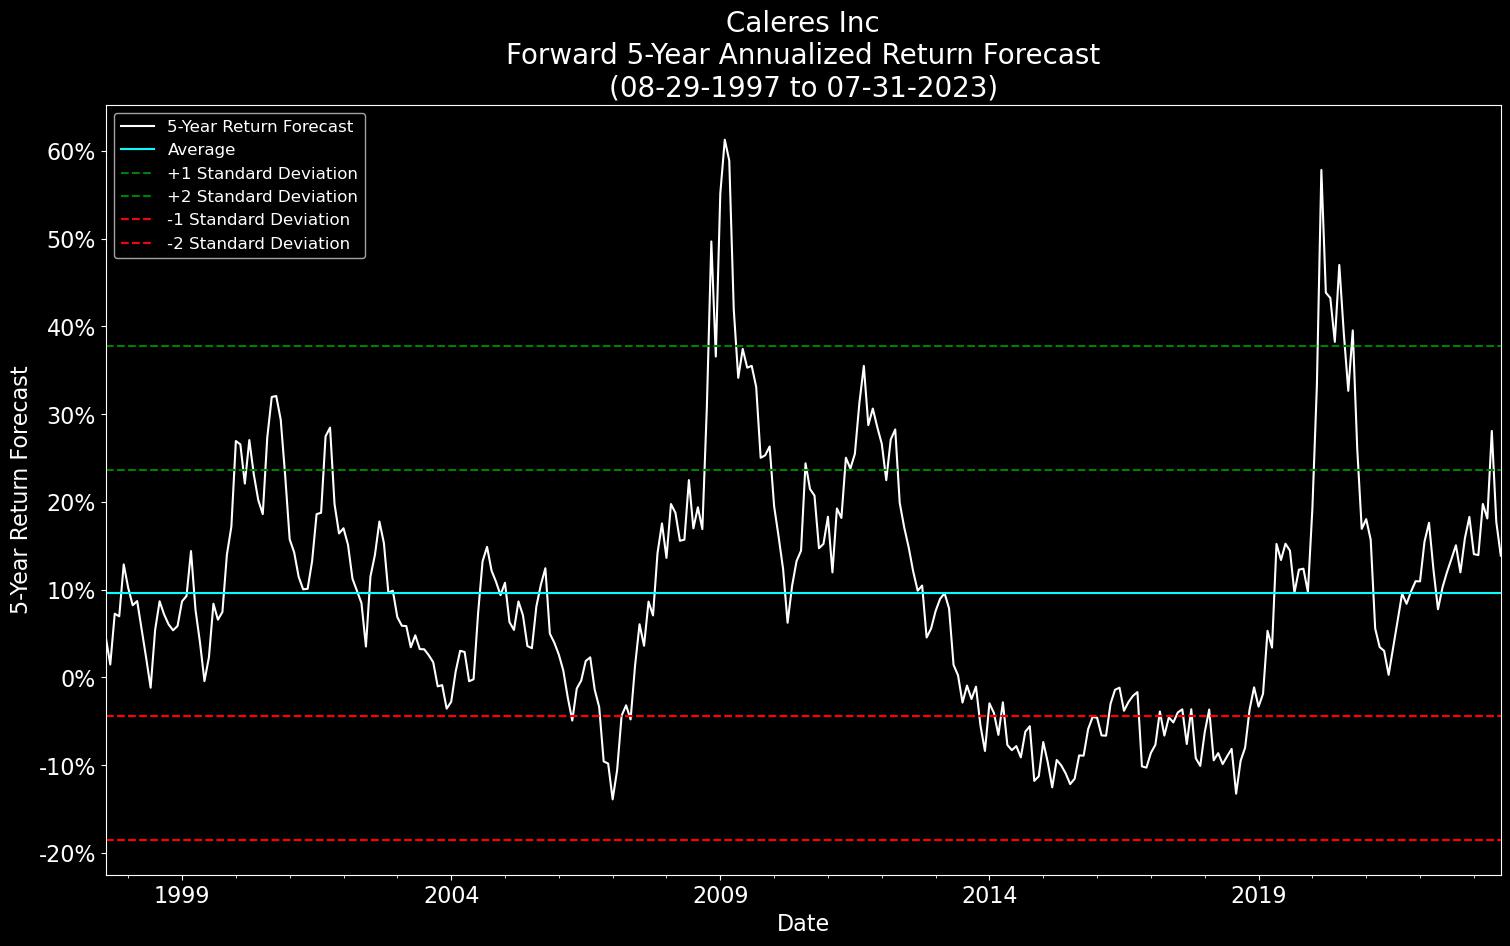 Caleres Inc
Forward 5-Year Annualized Return Forecast
(08-29-1997 to 07-31-2023)
5-Year Return Forecast
Average
+1 Standard Deviation
+2 Standard Deviation
-1 Standard Deviation
-2 Standard Deviation
5-Year Return Forecast
60%
50%
40%
30%
20%
10%
0%
-10%
-20%
1999 2004 2009 2014 2019
Date